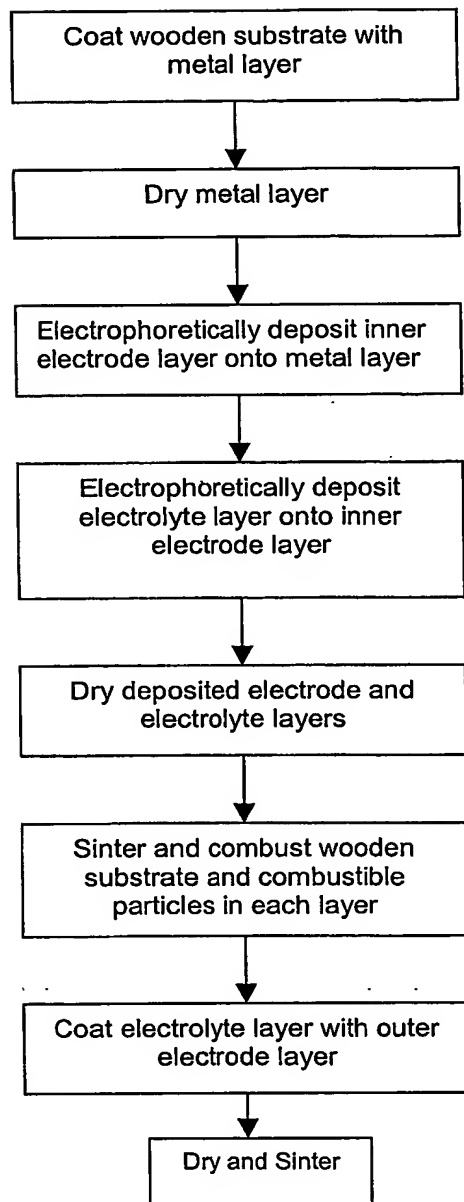 Coat wooden substrate with
metal layer
Dry metal layer
Electrophoretically deposit inner
electrode layer onto metal layer
Electrophoretically deposit
electrolyte layer onto inner
electrode layer
Dry deposited electrode and
electrolyte layers
Sinter and combust wooden
substrate and combustible
particles in each layer
Coat electrolyte layer with outer
electrode layer
Dry and Sinter